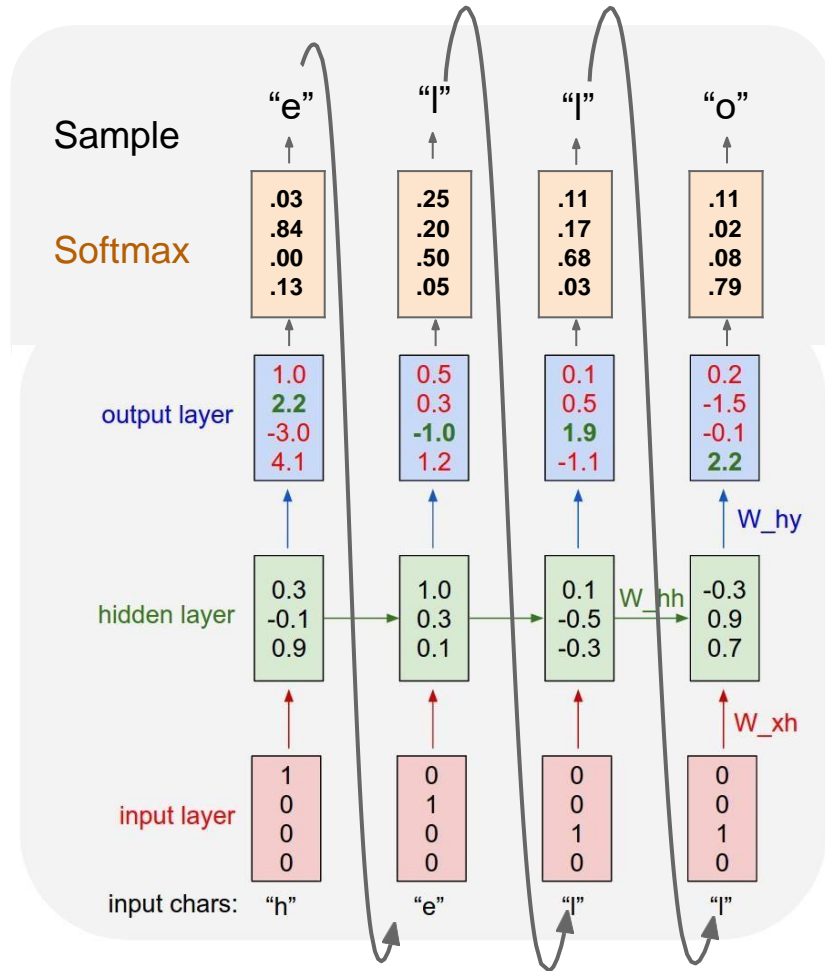 “e” “l” “l” “o”
Sample
.03 .25 .11 .11
.84 .20 .17 .02
Softmax
.00 .50 .68 .08
.13 .05 .03 .79
1.0 0.5 0.1 0.2
output layer 2.2 0.3 0.5 -1.5
-3.0 -1.0 1.9 -0.1
4.1 1.2 -1.1 2.2
W_hy
0.3 1.0 0.1 W_hh -0.3
hidden layer -0.1 0.3 -0.5 0.9
0.9 0.1 -0.3 0.7
W_xh
1 0 0 0
0 1 0 0
input layer 0 0 1 1
0 0 0 0
input chars: “h” “e” “l” “l”